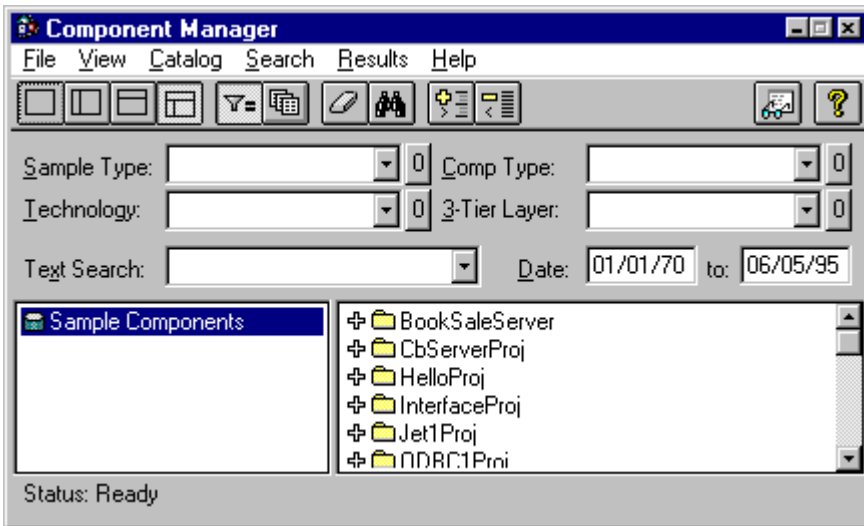 Component Manager
File View Catalog Search Results Help
Sample Type: 0 Comp Type: 0
Technology: 0 3-Tier Layer: 0
Text Search: Date: 01/01/70 to: 06/05/95
Sample Components
BookSaleServer
CbServerProj
HelloProj
InterfaceProj
Jet1Proj
ODBC1Proj
Status: Ready